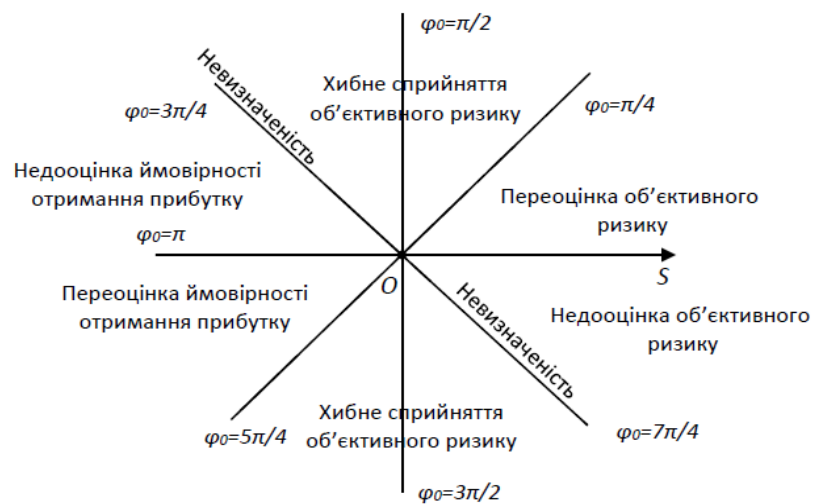 φ₀=π/2
Невизначеність
Хибне сприйняття
об’єктивного ризику
φ₀=3π/4
φ₀=π/4
Недооцінка ймовірності
отримання прибутку
Переоцінка об’єктивного
ризику
φ₀=π
O
S
Переоцінка ймовірності
отримання прибутку
Невизначеність
Недооцінка об’єктивного
ризику
Хибне сприйняття
об’єктивного ризику
φ₀=5π/4
φ₀=7π/4
φ₀=3π/2